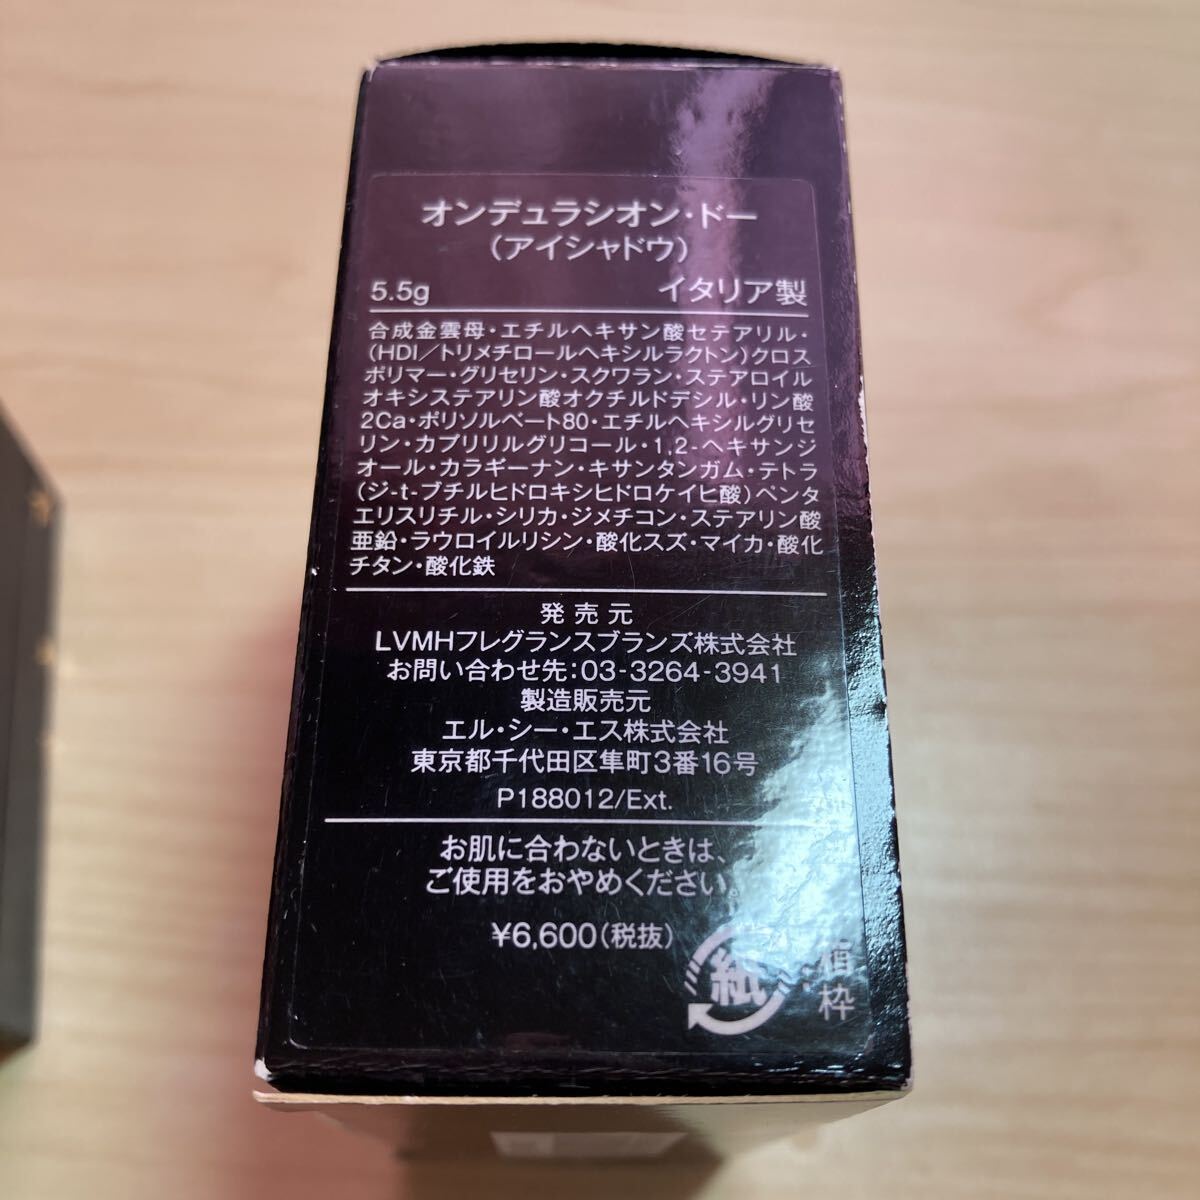 オンデュラシオン・ドー
(アイシャドウ)
5.5g イタリア製
合成金雲母・エチルヘキサン酸セテアリル・
(HDI／トリメチロールヘキシルラクトン)クロス
ポリマー・グリセリン・スクワラン・ステアロイル
オキシステアリン酸オクチルドデシル・リン酸
2Ca・ポリソルベート80・エチルヘキシルグリセ
リン・カプリリルグリコール・1,2-ヘキサンジ
オール・カラギーナン・キサンタンガム・テトラ
(ジ-t-ブチルヒドロキシヒドロケイヒ酸)ペンタ
エリスリチル・シリカ・ジメチコン・ステアリン酸
亜鉛・ラウロイルリシン・酸化スズ・マイカ・酸化
チタン・酸化鉄
発売元
LVMHフレグランスブランズ株式会社
お問い合わせ先：03-3264-3941
製造販売元
エル・シー・エス株式会社
東京都千代田区隼町3番16号
P188012/Ext.
お肌に合わないときは、
ご使用をおやめください。
¥6,600(税抜)
紙
箱
枠